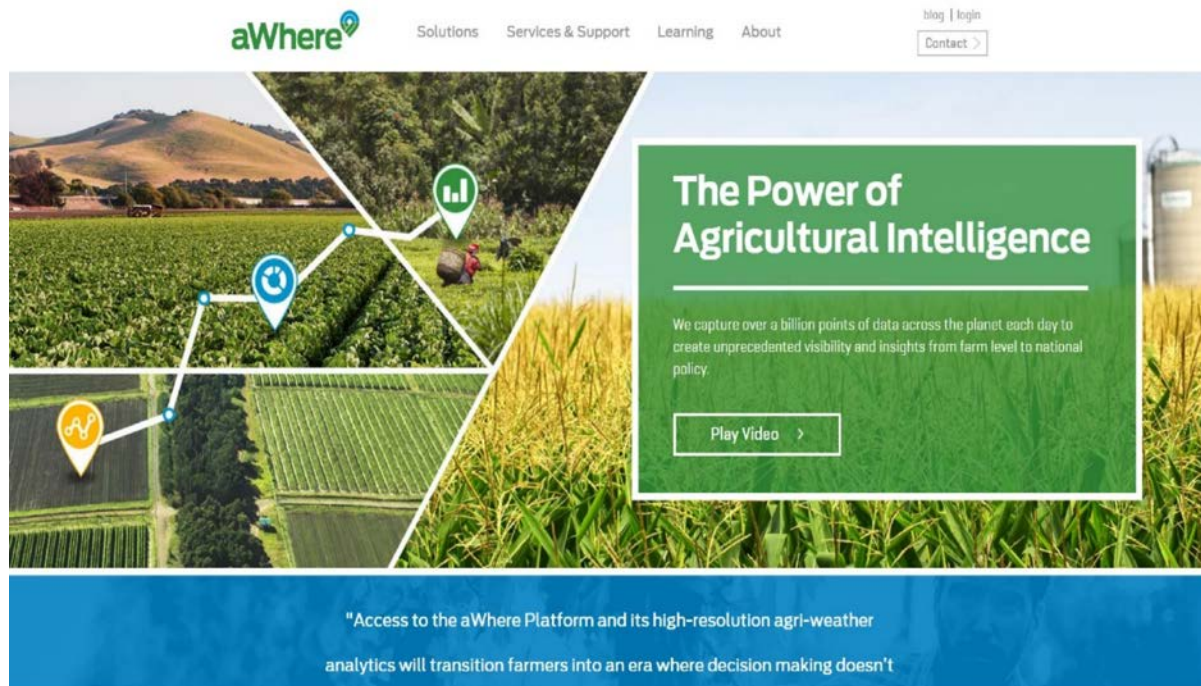 aWhere
Solutions Services & Support Learning About
blog | login
Contact >
The Power of
Agricultural Intelligence
We capture over a billion points of data across the planet each day to
create unprecedented visibility and insights from farm level to national
policy.
Play Video >
"Access to the aWhere Platform and its high-resolution agri-weather
analytics will transition farmers into an era where decision making doesn't